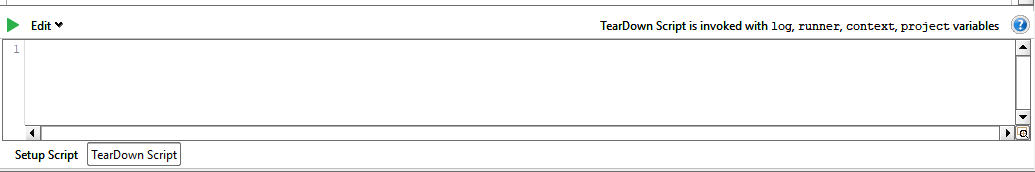 Edit TearDown Script is invoked with log, runner, context, project variables ?
1
Setup Script TearDown Script